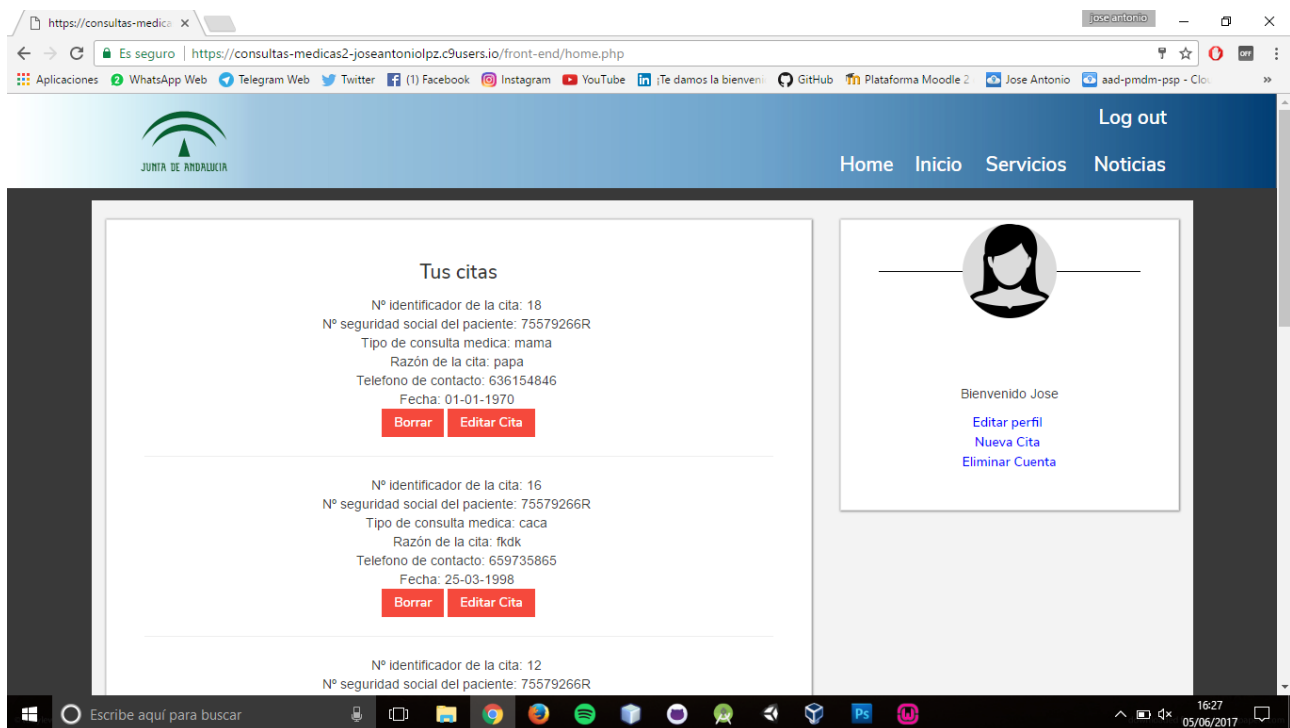 https://consultas-medica
jose antonio
Es seguro
https://consultas-medicas2-joseantoniolpz.c9users.io/front-end/home.php
OFF
Aplicaciones
2 WhatsApp Web
Telegram Web
Twitter
(1) Facebook
Instagram
YouTube
¡Te damos la bienveni
GitHub
Plataforma Moodle 2
Jose Antonio
aad-pmdm-psp - Clo
JUNTA DE ANDALUCIA
Log out
Home Inicio Servicios Noticias
Tus citas
Nº identificador de la cita: 18
Nº seguridad social del paciente: 75579266R
Tipo de consulta medica: mama
Razón de la cita: papa
Telefono de contacto: 636154846
Fecha: 01-01-1970
Borrar Editar Cita
Nº identificador de la cita: 16
Nº seguridad social del paciente: 75579266R
Tipo de consulta medica: caca
Razón de la cita: fkdk
Telefono de contacto: 659735865
Fecha: 25-03-1998
Borrar Editar Cita
Nº identificador de la cita: 12
Nº seguridad social del paciente: 75579266R
Bienvenido Jose
Editar perfil
Nueva Cita
Eliminar Cuenta
Escribe aquí para buscar
Ps
16:27
05/06/2017